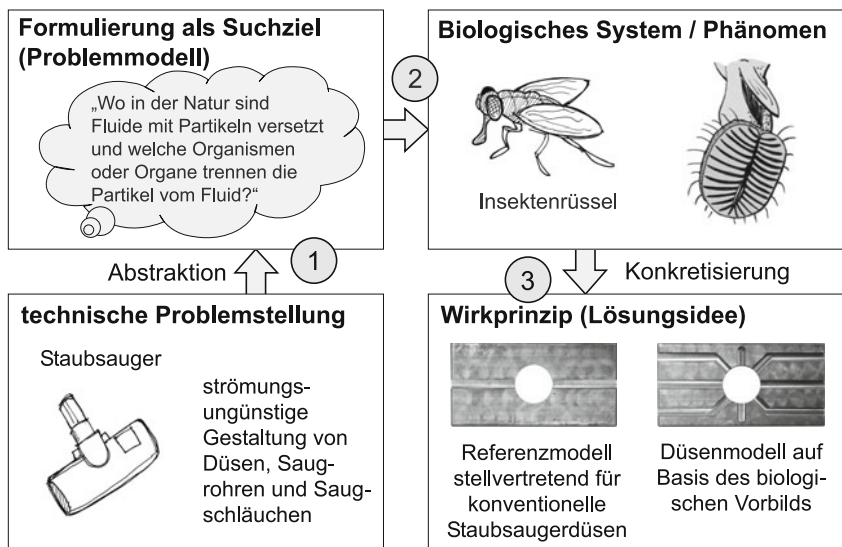 Formulierung als Suchziel
(Problemmodell)
„Wo in der Natur sind
Fluide mit Partikeln versetzt
und welche Organismen
oder Organe trennen die
Partikel vom Fluid?“
2
Biologisches System / Phänomen
Insektenrüssel
Abstraktion
1
3
Konkretisierung
technische Problemstellung
Staubsauger
strömungs-
ungünstige
Gestaltung von
Düsen, Saug-
rohren und Saug-
schläuchen
Wirkprinzip (Lösungsidee)
Referenzmodell
stellvertretend für
konventionelle
Staubsaugerdüsen
Düsenmodell auf
Basis des biologi-
schen Vorbilds